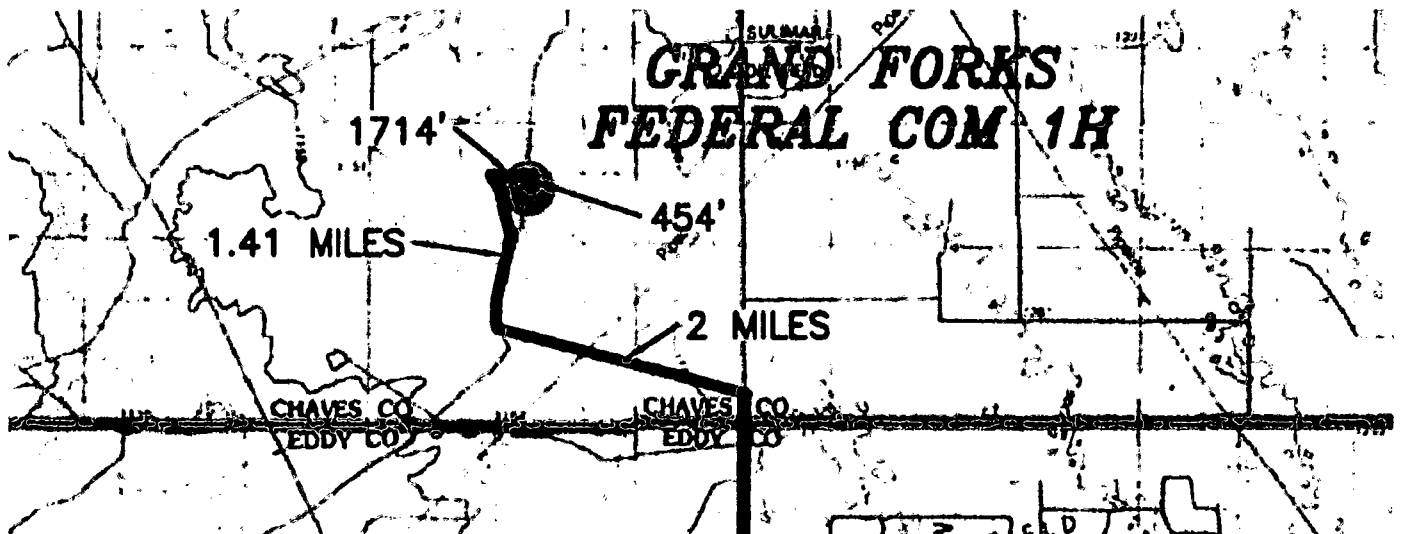 GRAND FORKS
FEDERAL COM 1H
1714'
454'
1.41 MILES
2 MILES
CHAVES CO
EDDY CO
CHAVES CO
EDDY CO